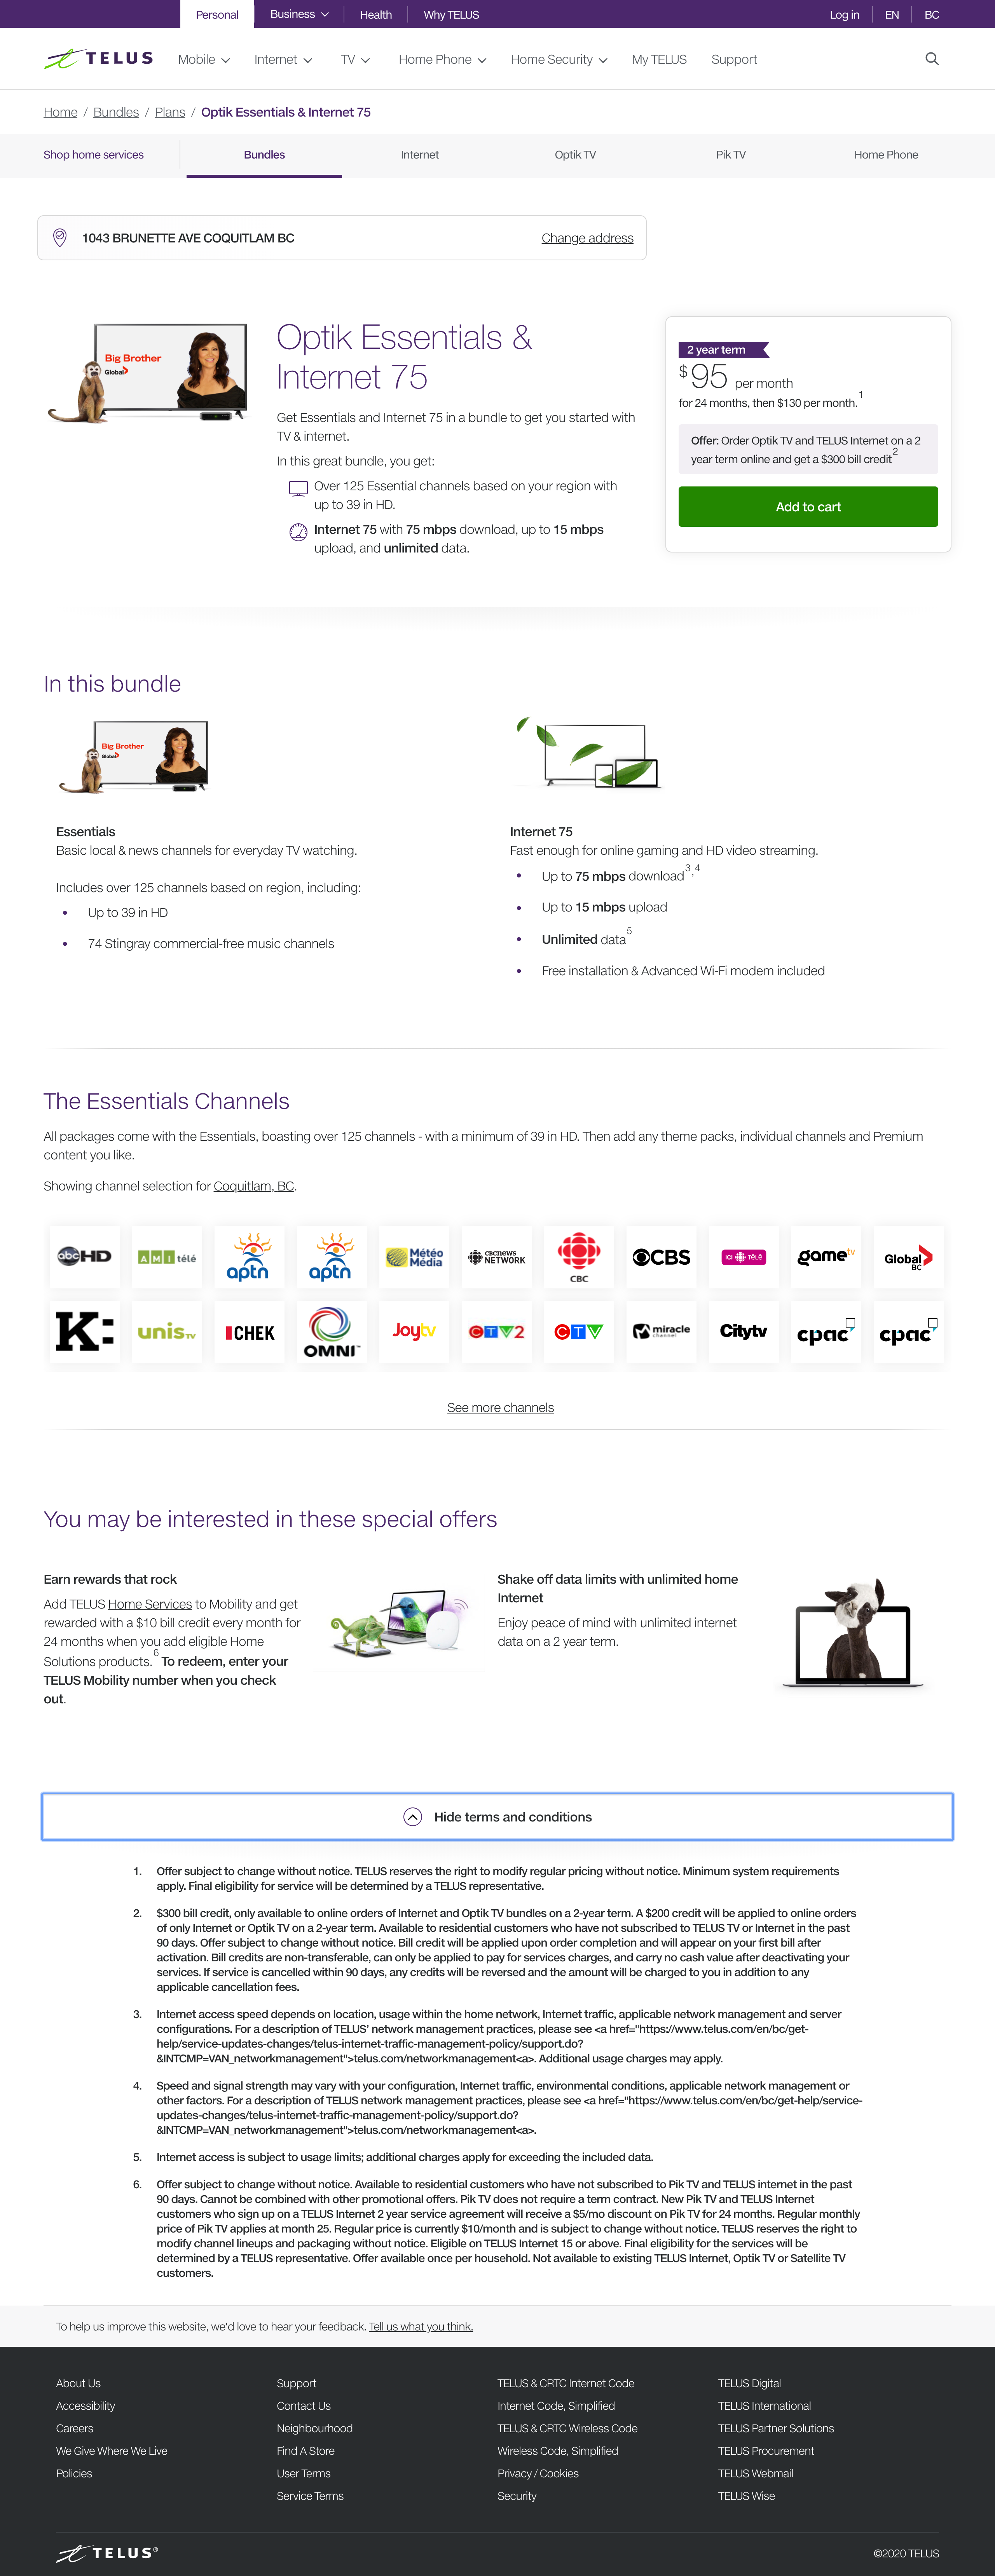 Personal
Business
Health
Why TELUS
Log in
EN
BC
TELUS
Mobile
Internet
TV
Home Phone
Home Security
My TELUS
Support
Home / Bundles / Plans / Optik Essentials & Internet 75
Shop home services
Bundles
Internet
Optik TV
Pik TV
Home Phone
1043 BRUNETTE AVE COQUITLAM BC
Change address
Big Brother
Global
Optik Essentials &
Internet 75
Get Essentials and Internet 75 in a bundle to get you started with
TV & internet.
In this great bundle, you get:
Over 125 Essential channels based on your region with
up to 39 in HD.
Internet 75 with 75 mbps download, up to 15 mbps
upload, and unlimited data.
2 year term
$95 per month
for 24 months, then $130 per month.1
Offer: Order Optik TV and TELUS Internet on a 2
year term online and get a $300 bill credit2
Add to cart
In this bundle
Big Brother
Global
Essentials
Basic local & news channels for everyday TV watching.
Includes over 125 channels based on region, including:
• Up to 39 in HD
• 74 Stingray commercial-free music channels
Internet 75
Fast enough for online gaming and HD video streaming.
• Up to 75 mbps download3,4
• Up to 15 mbps upload
• Unlimited data5
• Free installation & Advanced Wi-Fi modem included
The Essentials Channels
All packages come with the Essentials, boasting over 125 channels - with a minimum of 39 in HD. Then add any theme packs, individual channels and Premium
content you like.
Showing channel selection for Coquitlam, BC.
abc HD
AMI télé
aptn
aptn
Météo Média
CBC NEWS NETWORK
CBC
CBS
ICI TÉLÉ
game tv
Global BC
K:
unis TV
CHEK
OMNI
Joytv
CTV2
CTV
miracle channel
Citytv
cpac
cpac
See more channels
You may be interested in these special offers
Earn rewards that rock
Add TELUS Home Services to Mobility and get
rewarded with a $10 bill credit every month for
24 months when you add eligible Home
Solutions products.6 To redeem, enter your
TELUS Mobility number when you check
out.
Shake off data limits with unlimited home
Internet
Enjoy peace of mind with unlimited internet
data on a 2 year term.
Hide terms and conditions
1. Offer subject to change without notice. TELUS reserves the right to modify regular pricing without notice. Minimum system requirements
apply. Final eligibility for service will be determined by a TELUS representative.
2. $300 bill credit, only available to online orders of Internet and Optik TV bundles on a 2-year term. A $200 credit will be applied to online orders
of only Internet or Optik TV on a 2-year term. Available to residential customers who have not subscribed to TELUS TV or Internet in the past
90 days. Offer subject to change without notice. Bill credit will be applied upon order completion and will appear on your first bill after
activation. Bill credits are non-transferable, can only be applied to pay for services charges, and carry no cash value after deactivating your
services. If service is cancelled within 90 days, any credits will be reversed and the amount will be charged to you in addition to any
applicable cancellation fees.
3. Internet access speed depends on location, usage within the home network, Internet traffic, applicable network management and server
configurations. For a description of TELUS' network management practices, please see <a href="https://www.telus.com/en/bc/get-
help/service-updates-changes/telus-internet-traffic-management-policy/support.do?
&INTCMP=VAN_networkmanagement">telus.com/networkmanagement<a>. Additional usage charges may apply.
4. Speed and signal strength may vary with your configuration, Internet traffic, environmental conditions, applicable network management or
other factors. For a description of TELUS network management practices, please see <a href="https://www.telus.com/en/bc/get-help/service-
updates-changes/telus-internet-traffic-management-policy/support.do?
&INTCMP=VAN_networkmanagement">telus.com/networkmanagement<a>.
5. Internet access is subject to usage limits; additional charges apply for exceeding the included data.
6. Offer subject to change without notice. Available to residential customers who have not subscribed to Pik TV and TELUS internet in the past
90 days. Cannot be combined with other promotional offers. Pik TV does not require a term contract. New Pik TV and TELUS Internet
customers who sign up on a TELUS Internet 2 year service agreement will receive a $5/mo discount on Pik TV for 24 months. Regular monthly
price of Pik TV applies at month 25. Regular price is currently $10/month and is subject to change without notice. TELUS reserves the right to
modify channel lineups and packaging without notice. Eligible on TELUS Internet 15 or above. Final eligibility for the services will be
determined by a TELUS representative. Offer available once per household. Not available to existing TELUS Internet, Optik TV or Satellite TV
customers.
To help us improve this website, we'd love to hear your feedback. Tell us what you think.
About Us
Accessibility
Careers
We Give Where We Live
Policies
Support
Contact Us
Neighbourhood
Find A Store
User Terms
Service Terms
TELUS & CRTC Internet Code
Internet Code, Simplified
TELUS & CRTC Wireless Code
Wireless Code, Simplified
Privacy / Cookies
Security
TELUS Digital
TELUS International
TELUS Partner Solutions
TELUS Procurement
TELUS Webmail
TELUS Wise
TELUS®
©2020 TELUS